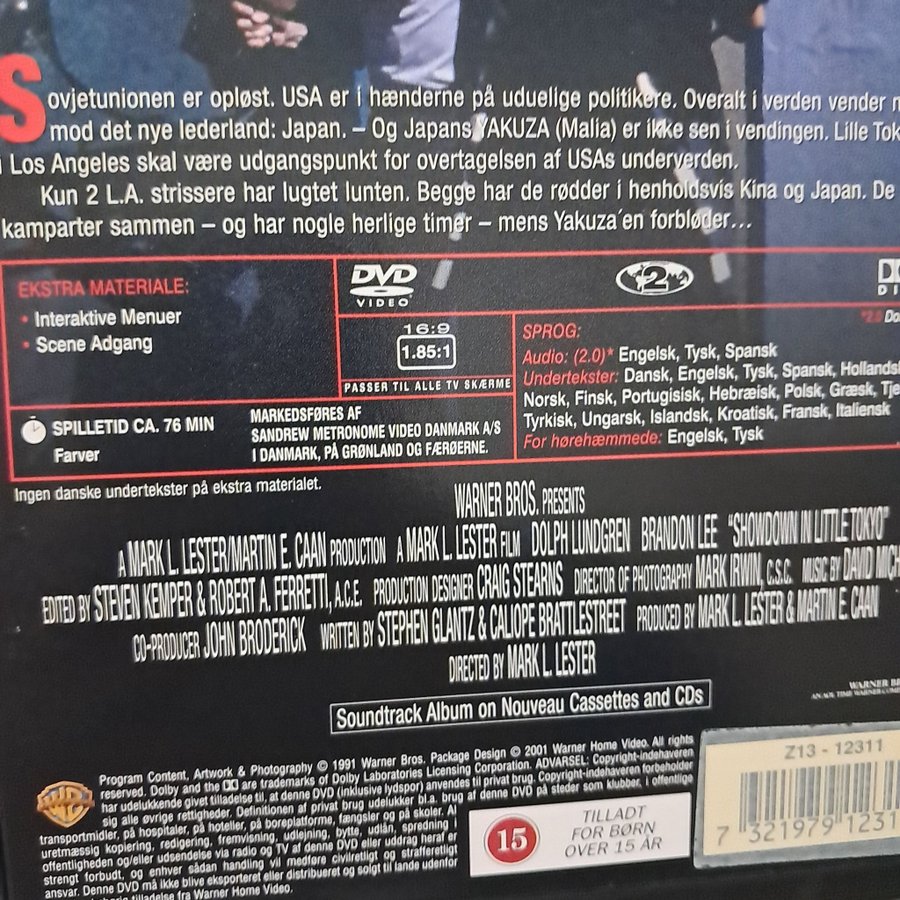 Sovjetunionen er opløst. USA er i hænderne på uduelige politikere. Overalt i verden vender
mod det nye lederland: Japan. – Og Japans YAKUZA (Malia) er ikke sen i vendingen. Lille
i Los Angeles skal være udgangspunkt for overtagelsen af USAs underverden.
Kun 2 L.A. strissere har lugtet lunten. Begge har de rødder i henholdsvis Kina og Japan. De
kamparter sammen – og har nogle herlige timer – mens Yakuza´en forbløder...
EKSTRA MATERIALE:
• Interaktive Menuer
• Scene Adgang
DVD
VIDEO
2
16:9
1.85:1
PASSER TIL ALLE TV SKÆRME
SPROG:
Audio: (2.0)* Engelsk, Tysk, Spansk
Undertekster: Dansk, Engelsk, Tysk, Spansk,
Norsk, Finsk, Portugisisk, Hebræisk, Polsk, Græsk,
Tyrkisk, Ungarsk, Islandsk, Kroatisk, Fransk, Italiensk
For hørehæmmede: Engelsk, Tysk
*2.0
SPILLETID CA. 76 MIN
Farver
MARKEDSFØRES AF
SANDREW METRONOME VIDEO DANMARK A/S
I DANMARK, PÅ GRØNLAND OG FÆRØERNE.
Ingen danske undertekster på ekstra materialet.
WARNER BROS. PRESENTS
A MARK L. LESTER/MARTIN E. CAAN PRODUCTION A MARK L. LESTER FILM DOLPH LUNDGREN BRANDON LEE "SHOWDOWN IN LITTLE TOKYO"
EDITED BY STEVEN KEMPER & ROBERT A. FERRETTI, A.C.E. PRODUCTION DESIGNER CRAIG STEARNS DIRECTOR OF PHOTOGRAPHY MARK IRWIN, C.S.C. MUSIC BY DAVID
CO-PRODUCER JOHN BRODERICK WRITTEN BY STEPHEN GLANTZ & CALIOPE BRATTLESTREET PRODUCED BY MARK L. LESTER & MARTIN E. CAAN
DIRECTED BY MARK L. LESTER
WARNER
Soundtrack Album on Nouveau Cassettes and CDs
Program Content, Artwork & Photography © 1991 Warner Bros. Package Design © 2001 Warner Home Video. All rights
reserved. Dolby and the DD are trademarks of Dolby Laboratories Licensing Corporation. ADVARSEL: Copyright-indehaveren
har udelukkende givet tilladelse til, at denne DVD (inklusive lydspor) anvendes til privat brug. Copyright-indehaveren forbeholder
sig alle øvrige rettigheder. Definitionen af privat brug udelukker bl.a. brug af denne DVD på steder som klubber, i offentlige
transportmidler, på hospitaler, på hoteller, på boreplatforme, fængsler og på skoler. Al
uretmæssig kopiering, redigering, fremvisning, udlejning, bytte, udlån, spredning i
offentligheden og/eller udsendelse via radio og TV af denne DVD eller uddrag heraf er
strengt forbudt, og enhver sådan handling vil medføre civilretligt og strafferetligt
ansvar. Denne DVD må ikke blive eksporteret eller distribueret og solgt til lande udenfor
tilladelse fra Warner Home Video.
WB
15
TILLADT
FOR BØRN
OVER 15 ÅR
Z13 - 12311
7 321979 1231